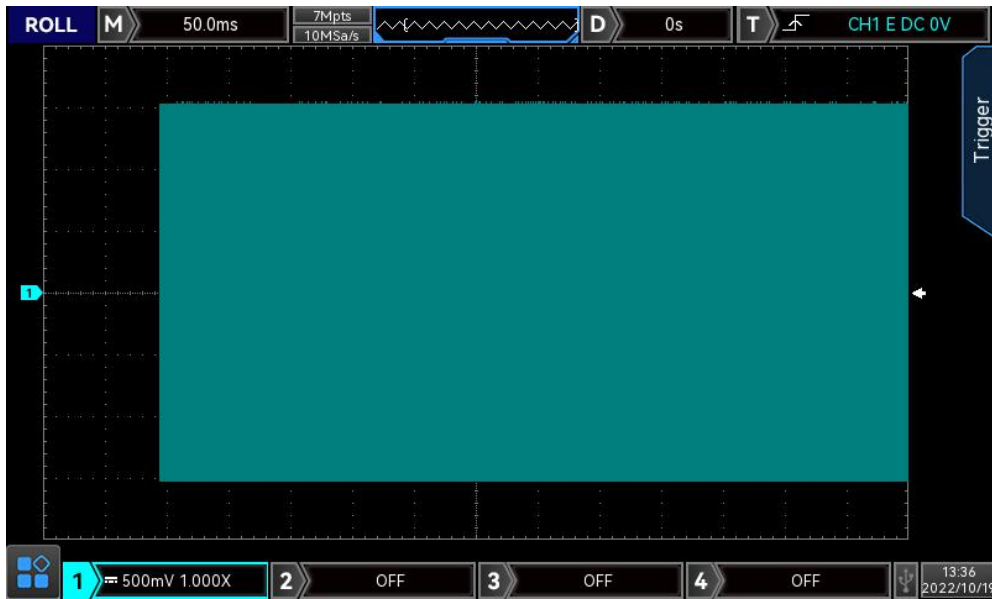 ROLL M 50.0ms 7Mpts D 0s T CH1 E DC 0V
10MSa/s
Trigger
1
1 500mV 1.000X 2 OFF 3 OFF 4 OFF 13:36
2022/10/19